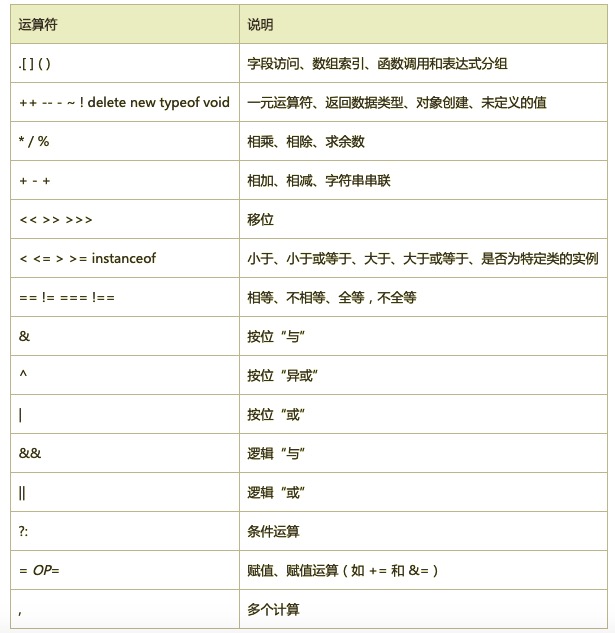 运算符 说明
.[ ] ( ) 字段访问、数组索引、函数调用和表达式分组
++ -- - ~ ! delete new typeof void 一元运算符、返回数据类型、对象创建、未定义的值
* / % 相乘、相除、求余数
+ - + 相加、相减、字符串串联
<< >> >>> 移位
< <= > >= instanceof 小于、小于或等于、大于、大于或等于、是否为特定类的实例
== != === !== 相等、不相等、全等，不全等
& 按位“与”
^ 按位“异或”
| 按位“或”
&& 逻辑“与”
|| 逻辑“或”
?: 条件运算
= OP= 赋值、赋值运算（如 += 和 &=）
, 多个计算